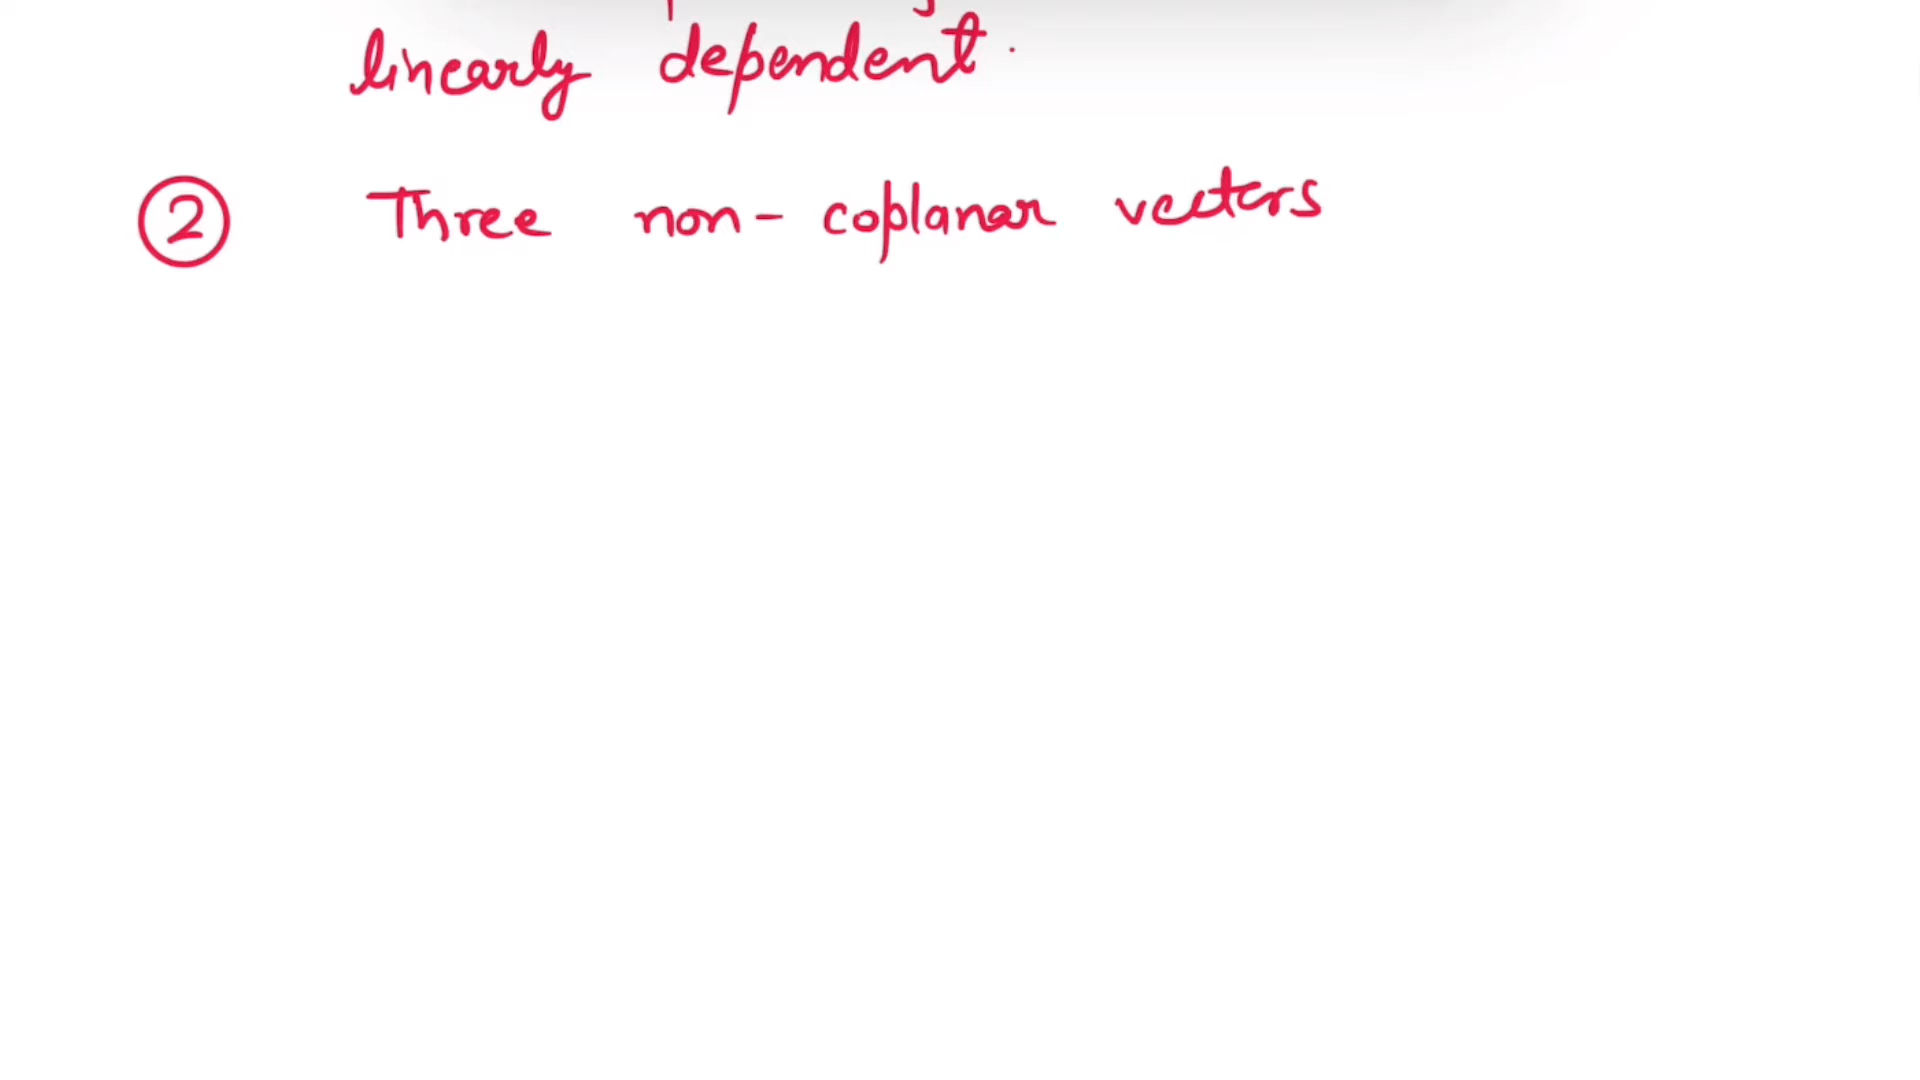 linearly dependent.
② Three non-coplanar vectors